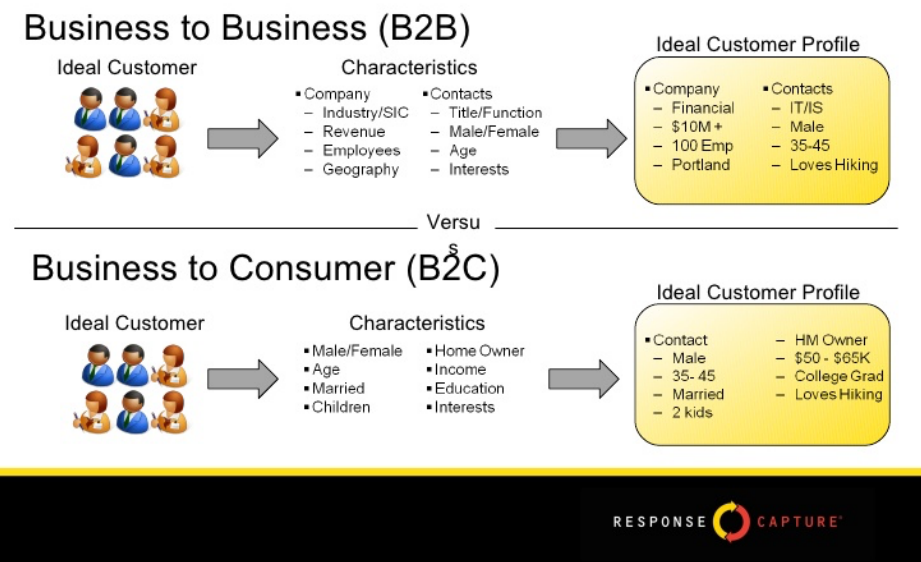 Business to Business (B2B)
Ideal Customer
Characteristics
▪ Company
– Industry/SIC
– Revenue
– Employees
– Geography
▪ Contacts
– Title/Function
– Male/Female
– Age
– Interests
Ideal Customer Profile
▪ Company
– Financial
– $10M +
– 100 Emp
– Portland
▪ Contacts
– IT/IS
– Male
– 35-45
– Loves Hiking
Versu
s
Business to Consumer (B2C)
Ideal Customer
Characteristics
▪ Male/Female
▪ Age
▪ Married
▪ Children
▪ Home Owner
▪ Income
▪ Education
▪ Interests
Ideal Customer Profile
▪ Contact
– Male
– 35- 45
– Married
– 2 kids
– HM Owner
– $50 - $65K
– College Grad
– Loves Hiking
RESPONSE CAPTURE